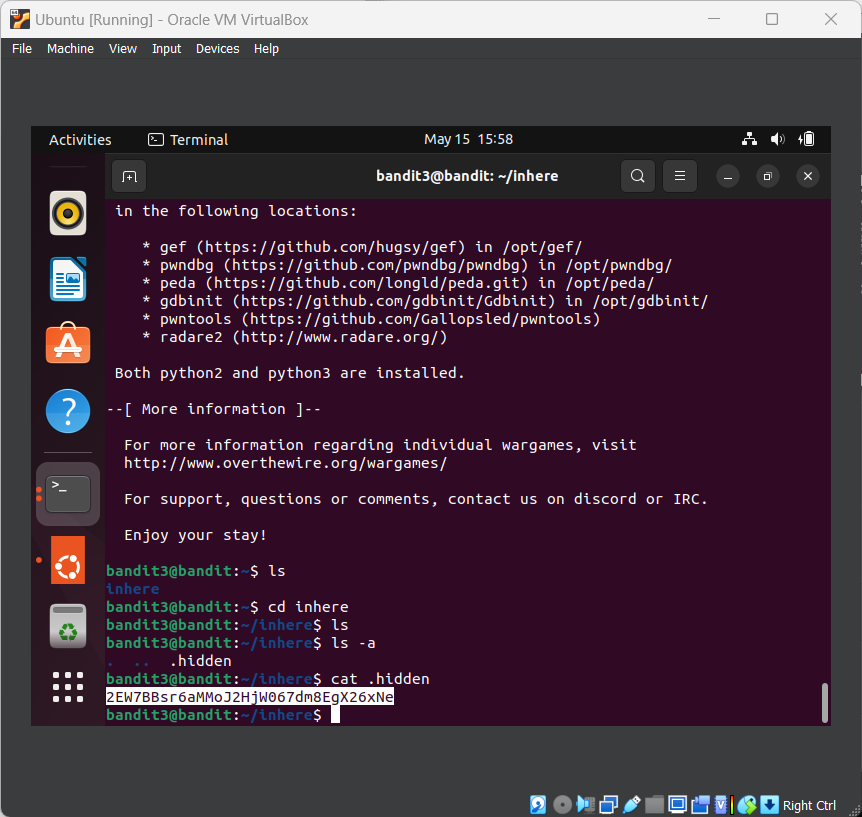 Ubuntu [Running] - Oracle VM VirtualBox
File Machine View Input Devices Help
Activities Terminal May 15 15:58
bandit3@bandit: ~/inhere
in the following locations:
* gef (https://github.com/hugsy/gef) in /opt/gef/
* pwndbg (https://github.com/pwndbg/pwndbg) in /opt/pwndbg/
* peda (https://github.com/longld/peda.git) in /opt/peda/
* gdbinit (https://github.com/gdbinit/Gdbinit) in /opt/gdbinit/
* pwntools (https://github.com/Gallopsled/pwntools)
* radare2 (http://www.radare.org/)
Both python2 and python3 are installed.
--[ More information ]--
For more information regarding individual wargames, visit
http://www.overthewire.org/wargames/
For support, questions or comments, contact us on discord or IRC.
Enjoy your stay!
bandit3@bandit:~$ ls
inhere
bandit3@bandit:~$ cd inhere
bandit3@bandit:~/inhere$ ls
bandit3@bandit:~/inhere$ ls -a
. .. .hidden
bandit3@bandit:~/inhere$ cat .hidden
2EW7BBsr6aMMoJ2HjW067dm8EgX26xNe
bandit3@bandit:~/inhere$
Right Ctrl